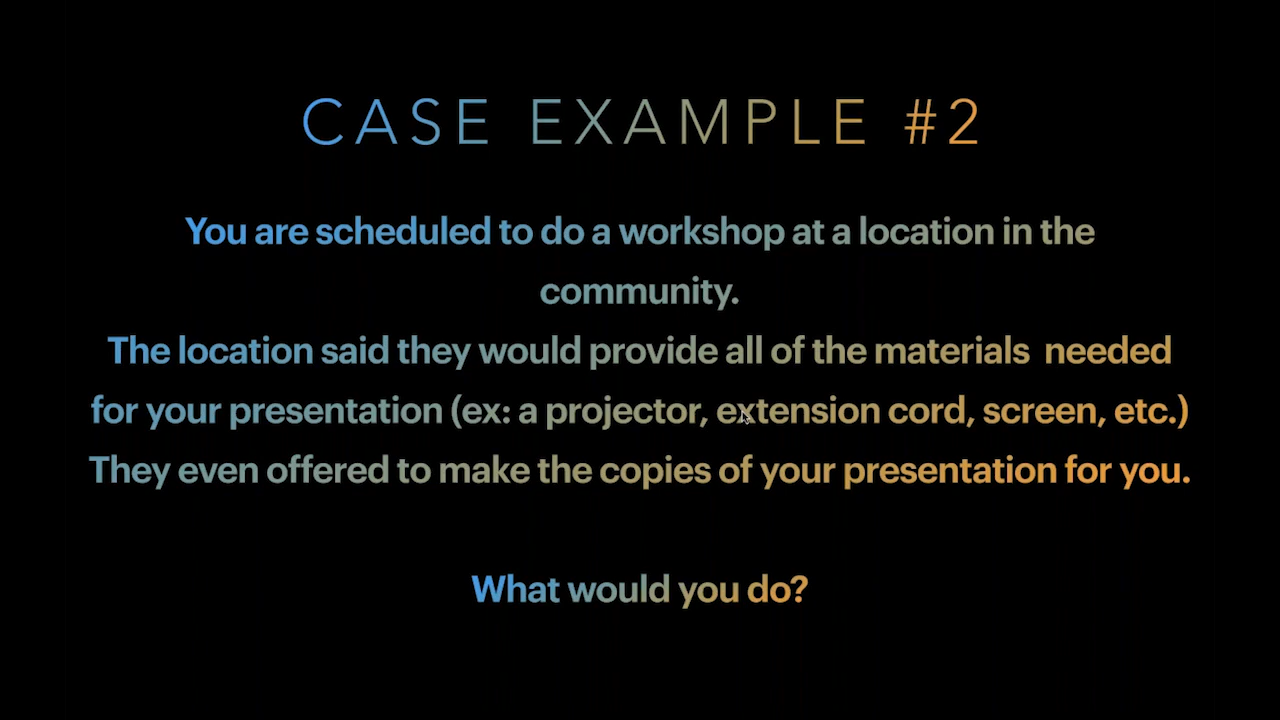 CASE EXAMPLE #2
You are scheduled to do a workshop at a location in the
community.
The location said they would provide all of the materials  needed
for your presentation (ex: a projector, extension cord, screen, etc.)
They even offered to make the copies of your presentation for you.
What would you do?